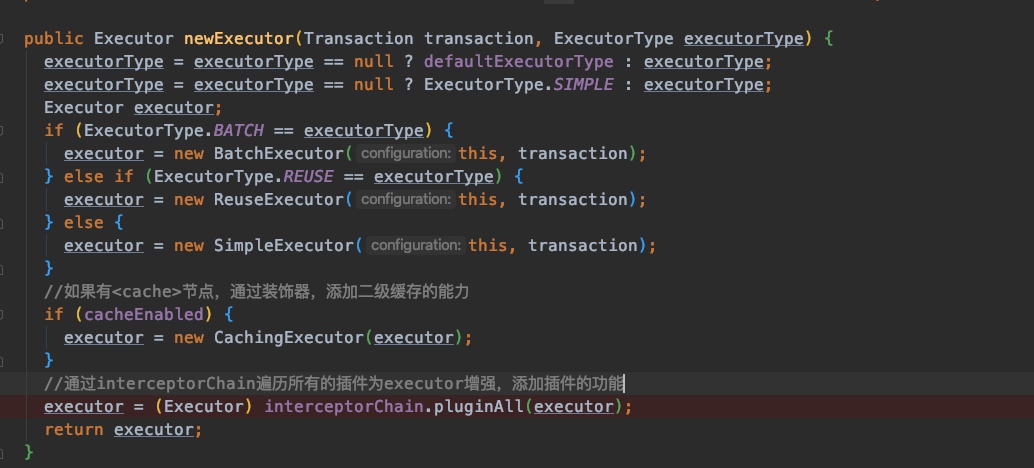 public Executor newExecutor(Transaction transaction, ExecutorType executorType) {
executorType = executorType == null ? defaultExecutorType : executorType;
executorType = executorType == null ? ExecutorType.SIMPLE : executorType;
Executor executor;
if (ExecutorType.BATCH == executorType) {
executor = new BatchExecutor( configuration: this, transaction);
} else if (ExecutorType.REUSE == executorType) {
executor = new ReuseExecutor( configuration: this, transaction);
} else {
executor = new SimpleExecutor( configuration: this, transaction);
}
//如果有<cache>节点，通过装饰器，添加二级缓存的能力
if (cacheEnabled) {
executor = new CachingExecutor(executor);
}
//通过interceptorChain遍历所有的插件为executor增强，添加插件的功能
executor = (Executor) interceptorChain.pluginAll(executor);
return executor;
}